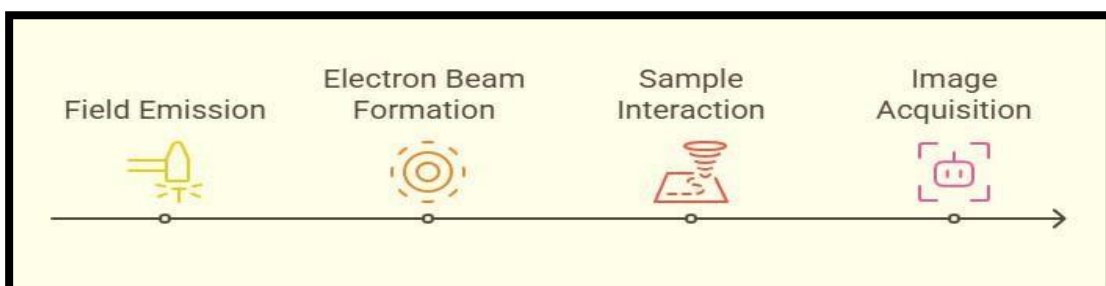 Field Emission
Electron Beam
Formation
Sample
Interaction
Image
Acquisition